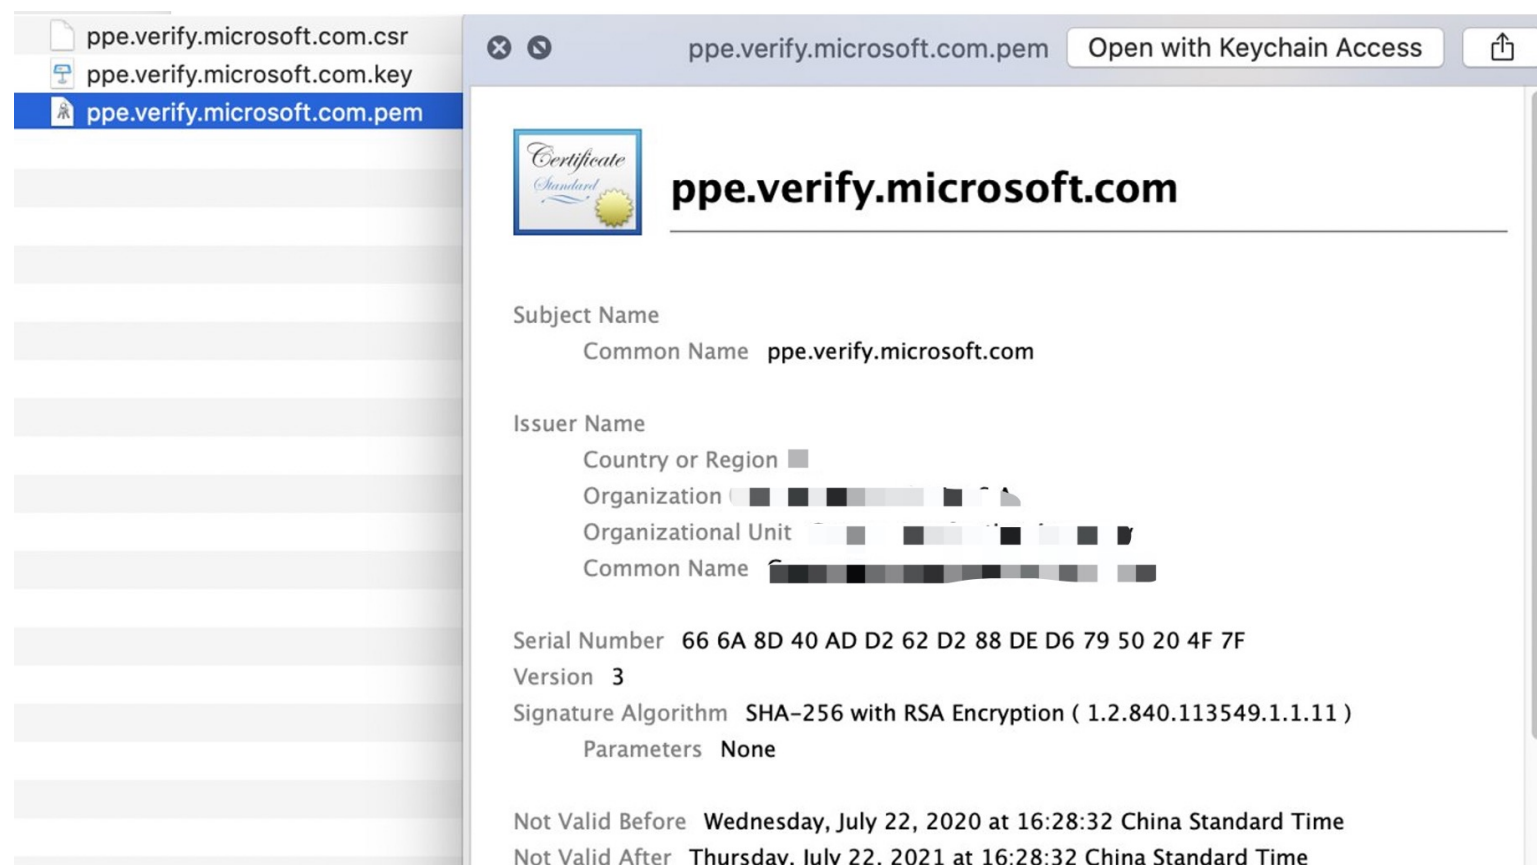 ppe.verify.microsoft.com.csr
ppe.verify.microsoft.com.key
ppe.verify.microsoft.com.pem
ppe.verify.microsoft.com.pem Open with Keychain Access
Certificate
Standard
ppe.verify.microsoft.com
Subject Name
Common Name ppe.verify.microsoft.com
Issuer Name
Country or Region
Organization
Organizational Unit
Common Name
Serial Number 66 6A 8D 40 AD D2 62 D2 88 DE D6 79 50 20 4F 7F
Version 3
Signature Algorithm SHA-256 with RSA Encryption ( 1.2.840.113549.1.1.11 )
Parameters None
Not Valid Before Wednesday, July 22, 2020 at 16:28:32 China Standard Time
Not Valid After Thursday, July 22, 2021 at 16:28:32 China Standard Time